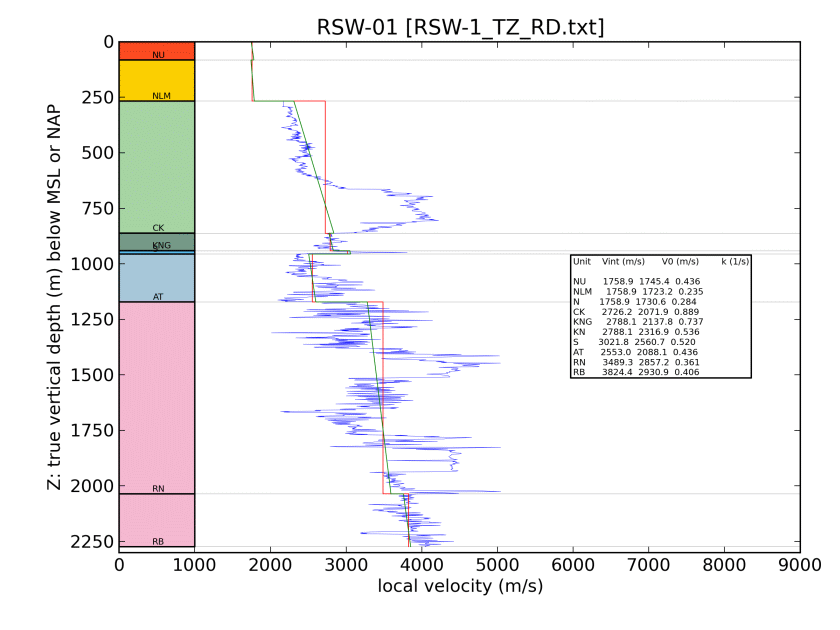 RSW-01 [RSW-1_TZ_RD.txt]
0
250
500
750
1000
1250
1500
1750
2000
2250
Z: true vertical depth (m) below MSL or NAP
NU
NLM
CK
KNG
S
AT
RN
RB
Unit Vint (m/s) V0 (m/s) k (1/s)
NU 1758.9 1745.4 0.436
NLM 1758.9 1723.2 0.235
N 1758.9 1730.6 0.284
CK 2726.2 2071.9 0.889
KNG 2788.1 2137.8 0.737
KN 2788.1 2316.9 0.536
S 3021.8 2560.7 0.520
AT 2553.0 2088.1 0.436
RN 3489.3 2857.2 0.361
RB 3824.4 2930.9 0.406
0 1000 2000 3000 4000 5000 6000 7000 8000 9000
local velocity (m/s)